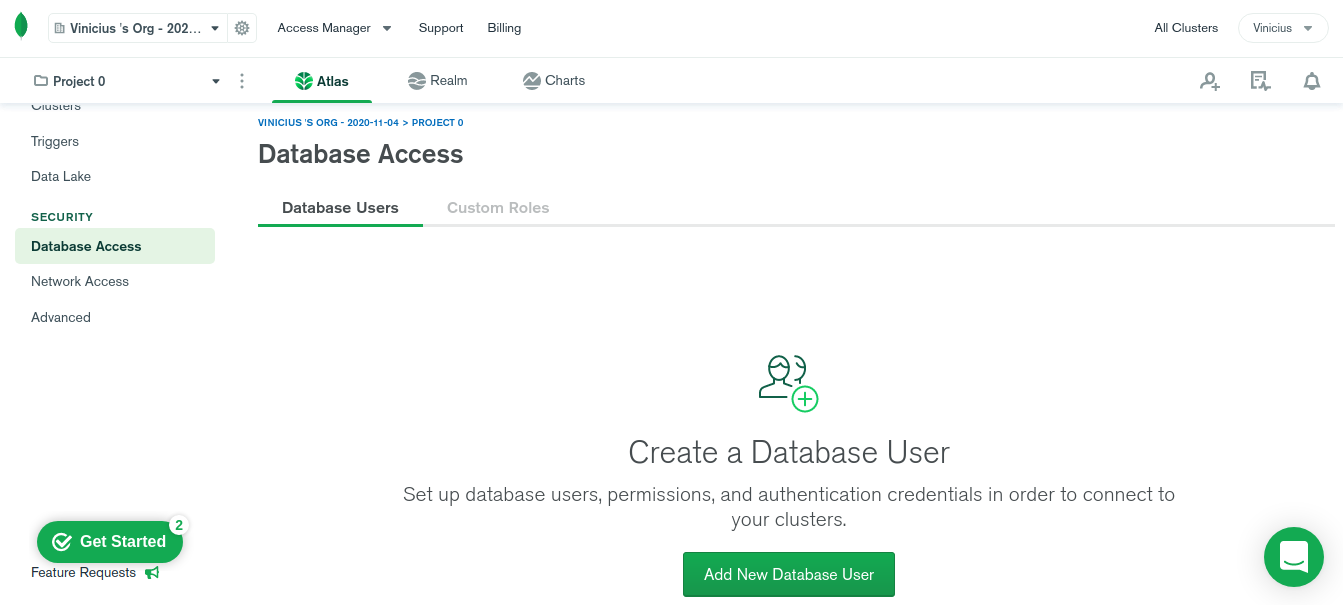 Vinicius 's Org - 202...
Access Manager
Support
Billing
All Clusters
Vinicius
Project 0
Atlas
Realm
Charts
Clusters
Triggers
Data Lake
SECURITY
Database Access
Network Access
Advanced
Get Started
2
Feature Requests
VINICIUS 'S ORG - 2020-11-04 > PROJECT 0
Database Access
Database Users
Custom Roles
Create a Database User
Set up database users, permissions, and authentication credentials in order to connect to
your clusters.
Add New Database User